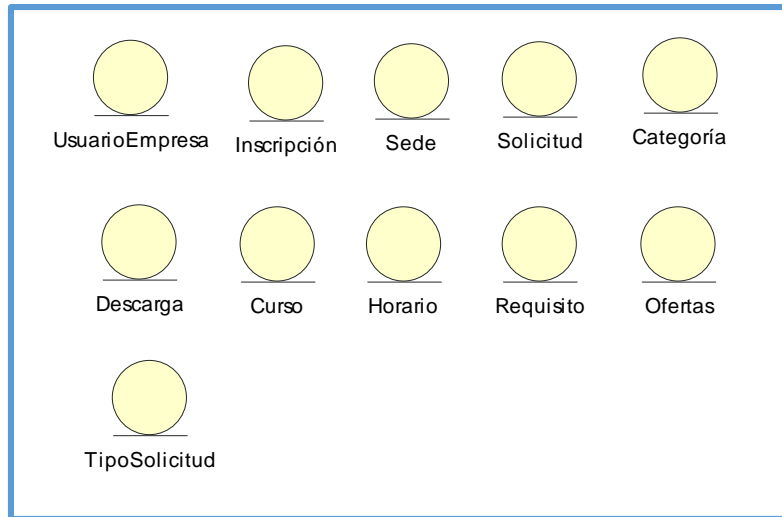 UsuarioEmpresa
Inscripción
Sede
Solicitud
Categoría
Descarga
Curso
Horario
Requisito
Ofertas
TipoSolicitud